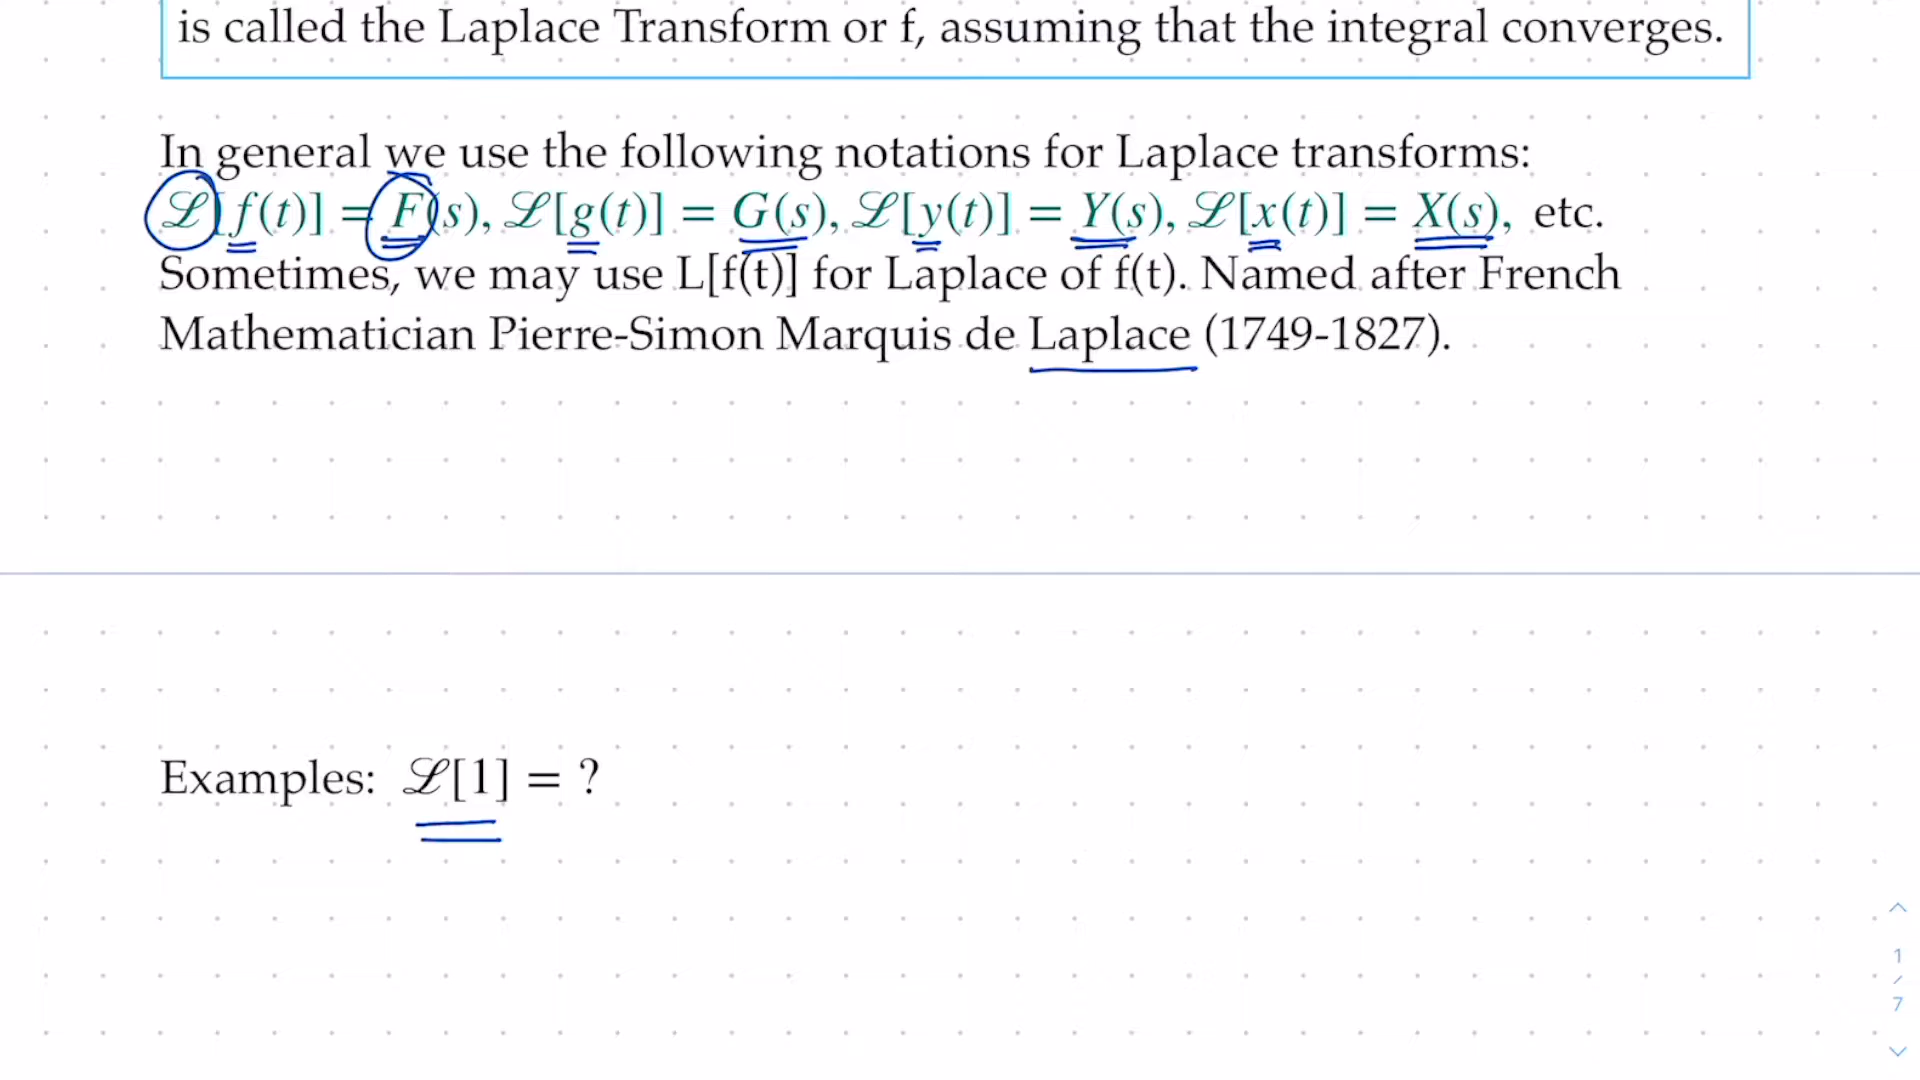 is called the Laplace Transform or f, assuming that the integral converges.
In general we use the following notations for Laplace transforms:
ℒ[f(t)] = F(s), ℒ[g(t)] = G(s), ℒ[y(t)] = Y(s), ℒ[x(t)] = X(s), etc.
Sometimes, we may use L[f(t)] for Laplace of f(t). Named after French
Mathematician Pierre-Simon Marquis de Laplace (1749-1827).
Examples: ℒ[1] = ?
1
/
7